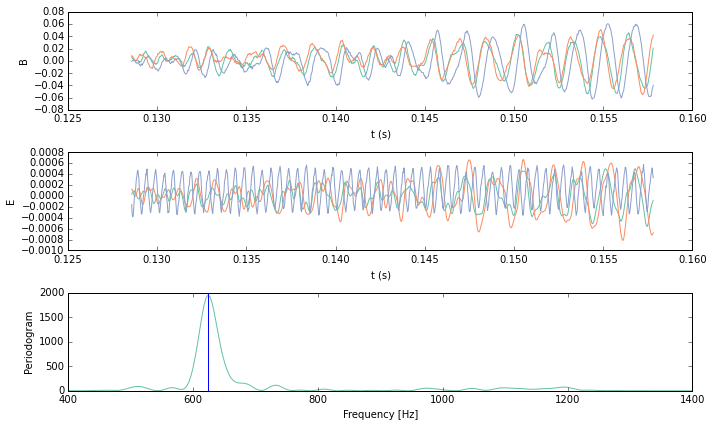 0.08
0.06
0.04
0.02
0.00
−0.02
−0.04
−0.06
−0.08
B
0.125 0.130 0.135 0.140 0.145 0.150 0.155 0.160
t (s)
0.0008
0.0006
0.0004
0.0002
0.0000
−0.0002
−0.0004
−0.0006
−0.0008
−0.0010
E
0.125 0.130 0.135 0.140 0.145 0.150 0.155 0.160
t (s)
2000
1500
1000
500
0
Periodogram
400 600 800 1000 1200 1400
Frequency [Hz]